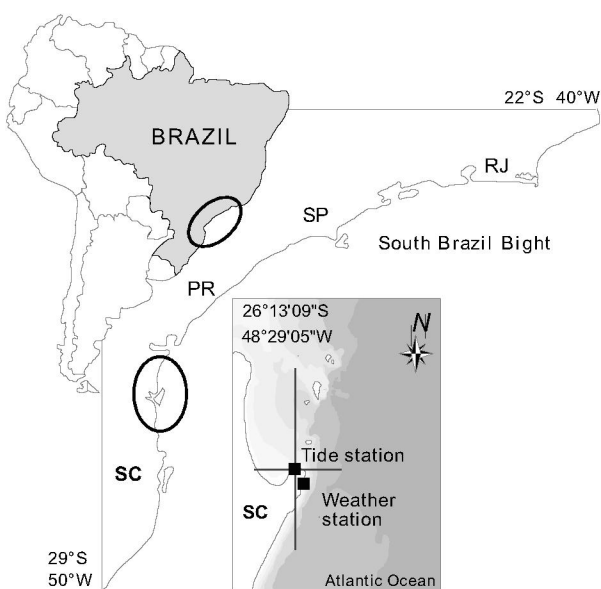 22°S 40°W
BRAZIL
RJ
SP
South Brazil Bight
PR
26°13'09"S
48°29'05"W
N
Tide station
SC
Weather
station
SC
29°S
50°W
Atlantic Ocean